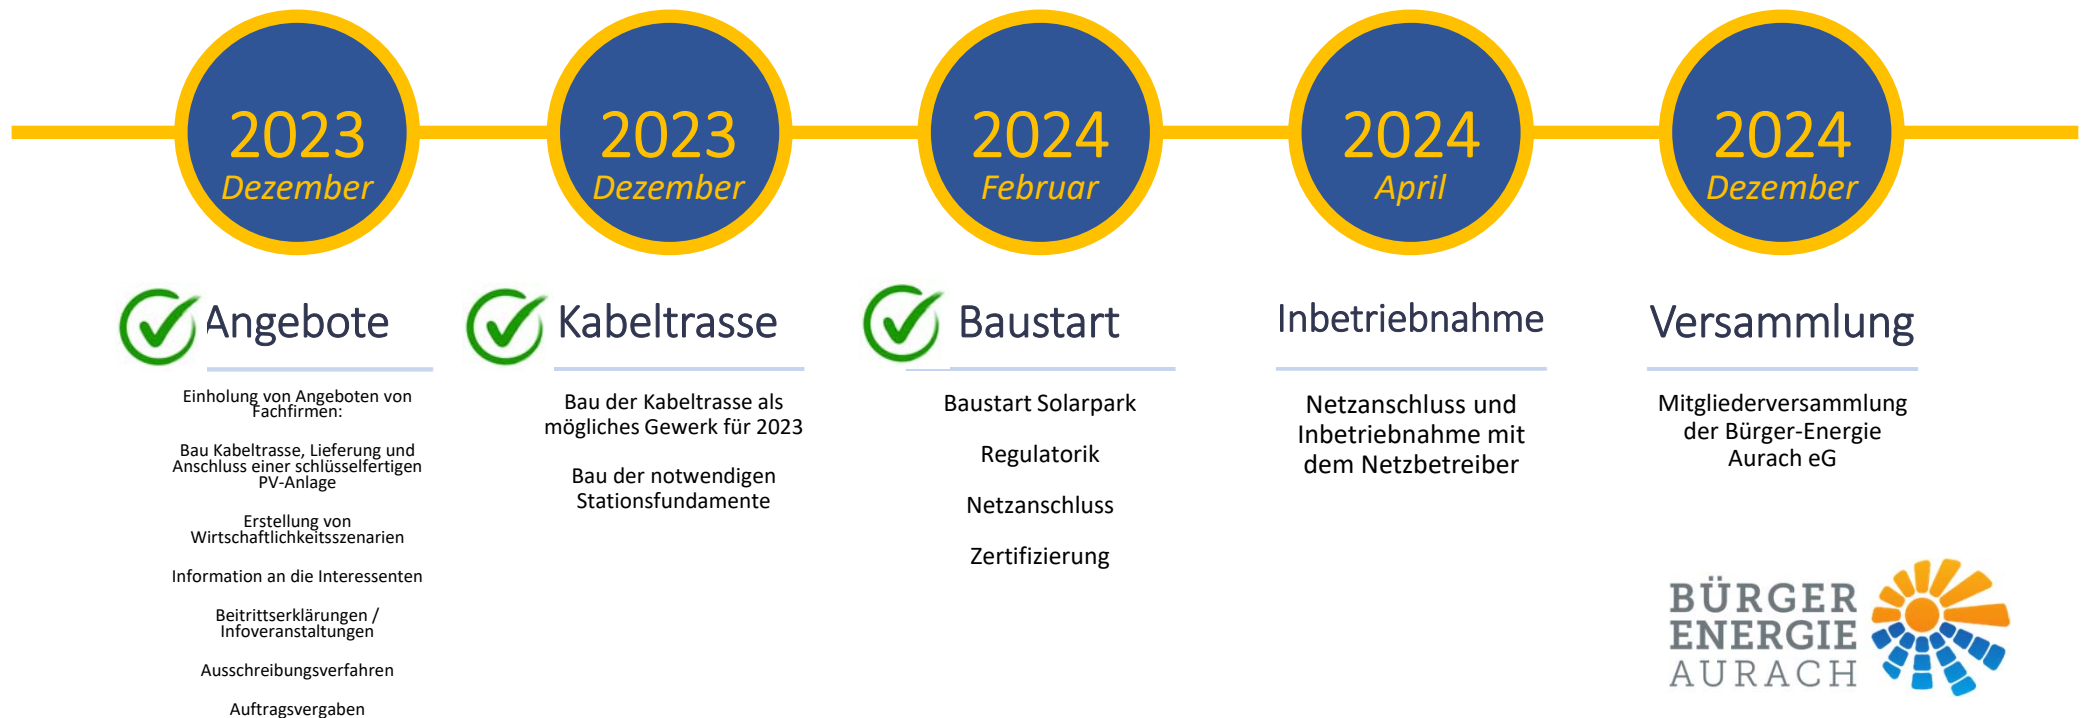 2023
Dezember
2023
Dezember
2024
Februar
2024
April
2024
Dezember
Angebote
Einholung von Angeboten von
Fachfirmen:
Bau Kabeltrasse, Lieferung und
Anschluss einer schlüsselfertigen
PV-Anlage
Erstellung von
Wirtschaftlichkeitsszenarien
Information an die Interessenten
Beitrittserklärungen /
Infoveranstaltungen
Ausschreibungsverfahren
Auftragsvergaben
Kabeltrasse
Bau der Kabeltrasse als
mögliches Gewerk für 2023
Bau der notwendigen
Stationsfundamente
Baustart
Baustart Solarpark
Regulatorik
Netzanschluss
Zertifizierung
Inbetriebnahme
Netzanschluss und
Inbetriebnahme mit
dem Netzbetreiber
Versammlung
Mitgliederversammlung
der Bürger-Energie
Aurach eG
BÜRGER
ENERGIE
AURACH